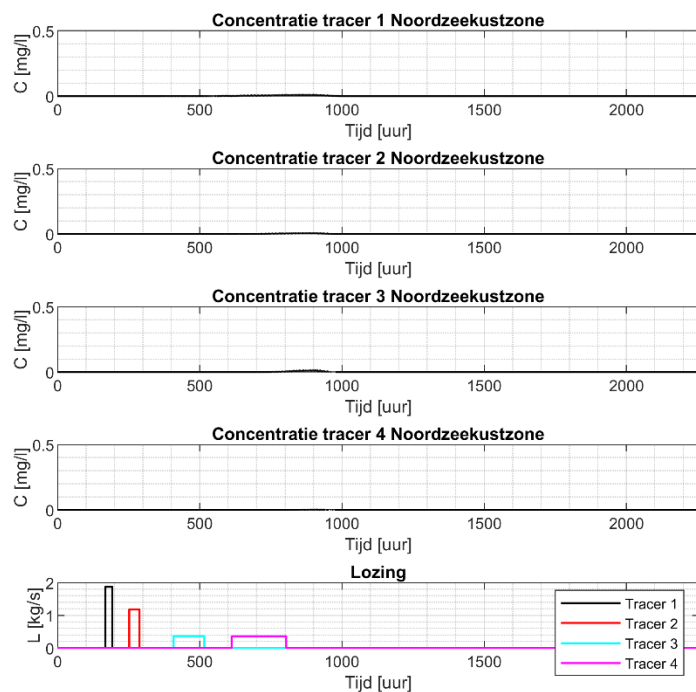 Concentratie tracer 1 Noordzeekustzone
C [mg/l]
0.5
0
0 500 1000 1500 2000
Tijd [uur]
Concentratie tracer 2 Noordzeekustzone
C [mg/l]
0.5
0
0 500 1000 1500 2000
Tijd [uur]
Concentratie tracer 3 Noordzeekustzone
C [mg/l]
0.5
0
0 500 1000 1500 2000
Tijd [uur]
Concentratie tracer 4 Noordzeekustzone
C [mg/l]
0.5
0
0 500 1000 1500 2000
Tijd [uur]
Lozing
L [kg/s]
2
1
0
0 500 1000 1500 2000
Tijd [uur]
Tracer 1
Tracer 2
Tracer 3
Tracer 4